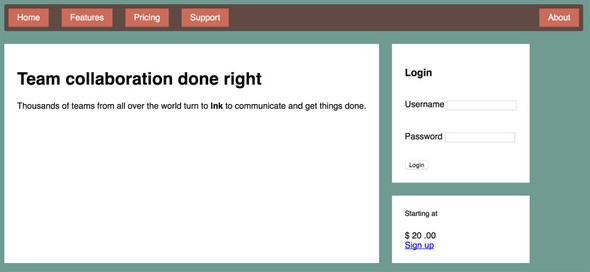 Home Features Pricing Support About
Team collaboration done right
Thousands of teams from all over the world turn to Ink to communicate and get things done.
Login
Username
Password
Login
Starting at
$ 20 .00
Sign up